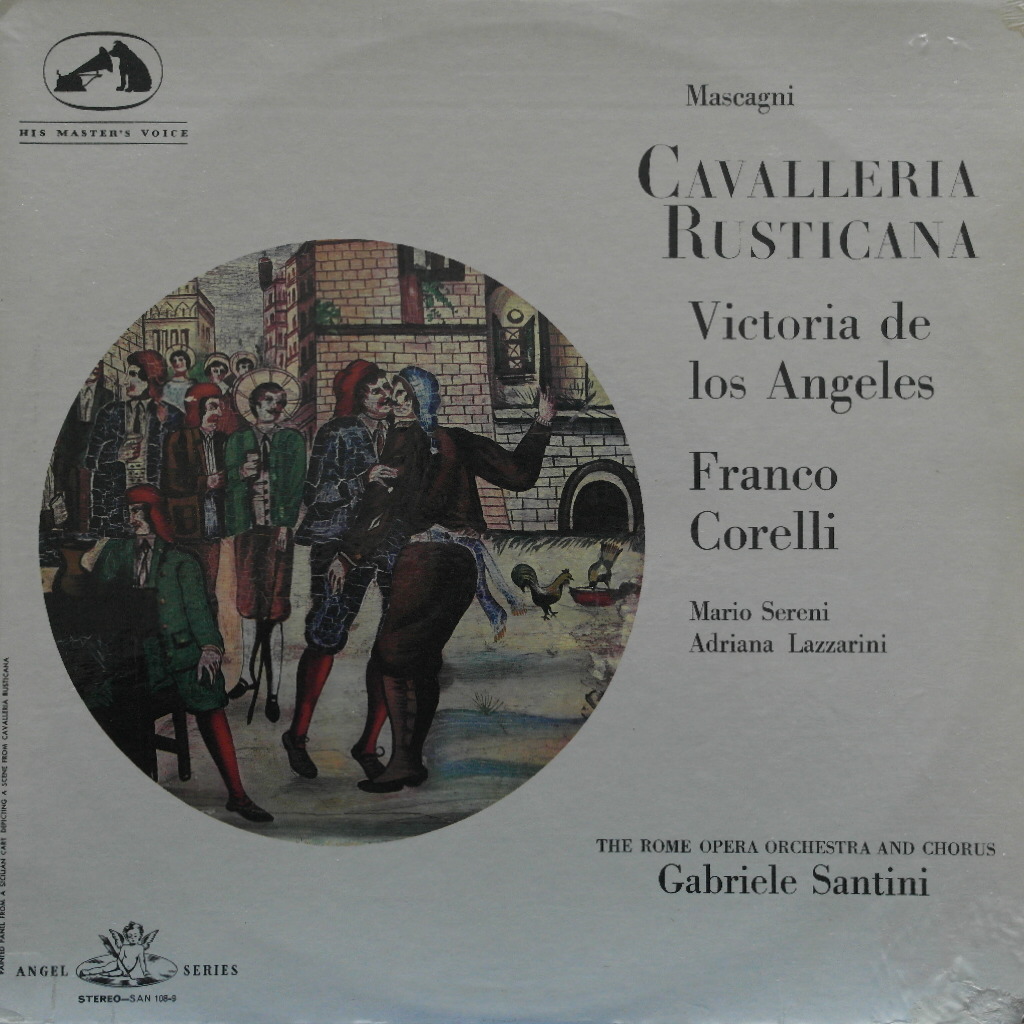 HIS MASTER'S VOICE
Mascagni
CAVALLERIA
RUSTICANA
Victoria de
los Angeles
Franco
Corelli
Mario Sereni
Adriana Lazzarini
THE ROME OPERA ORCHESTRA AND CHORUS
Gabriele Santini
PAINTED PANEL FROM A SICILIAN CART DEPICTING A SCENE FROM CAVALLERIA RUSTICANA
ANGEL SERIES
STEREO—SAN 108-9